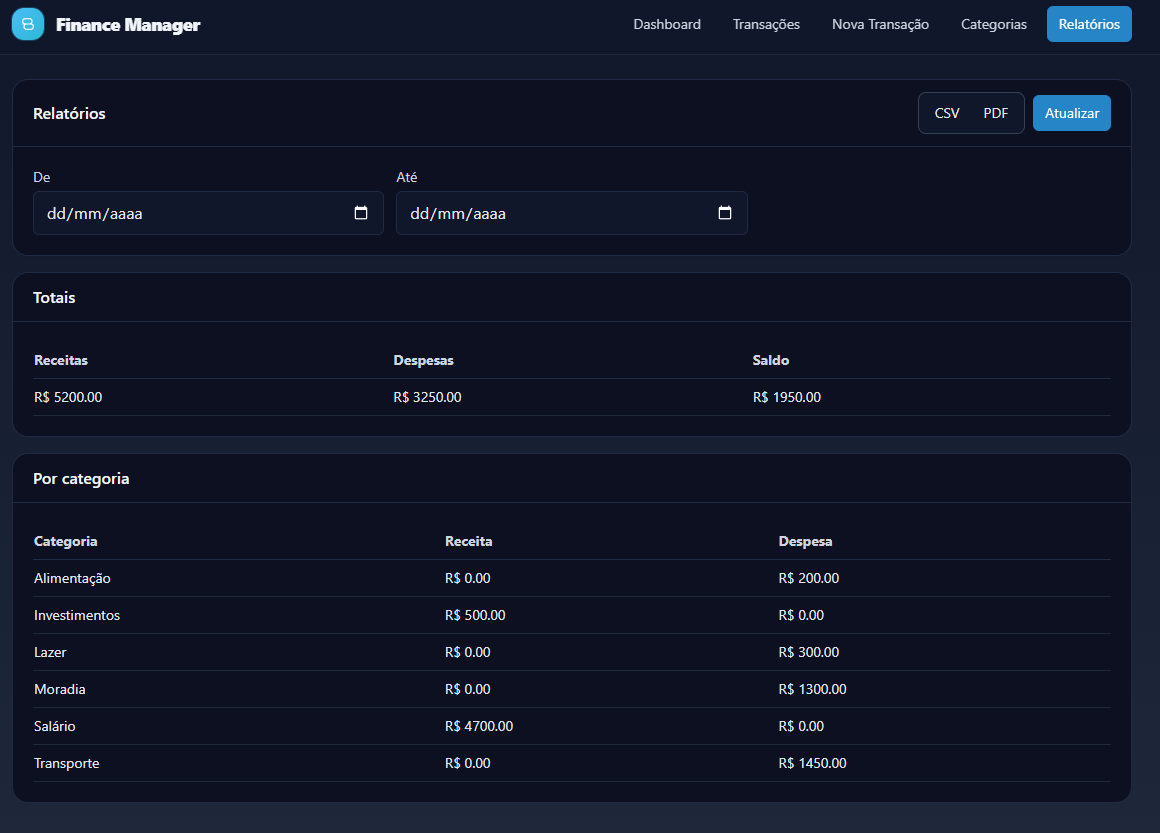 Finance Manager Dashboard Transações Nova Transação Categorias Relatórios
Relatórios CSV PDF Atualizar
De Até
dd/mm/aaaa dd/mm/aaaa
Totais
Receitas Despesas Saldo
R$ 5200.00 R$ 3250.00 R$ 1950.00
Por categoria
Categoria Receita Despesa
Alimentação R$ 0.00 R$ 200.00
Investimentos R$ 500.00 R$ 0.00
Lazer R$ 0.00 R$ 300.00
Moradia R$ 0.00 R$ 1300.00
Salário R$ 4700.00 R$ 0.00
Transporte R$ 0.00 R$ 1450.00